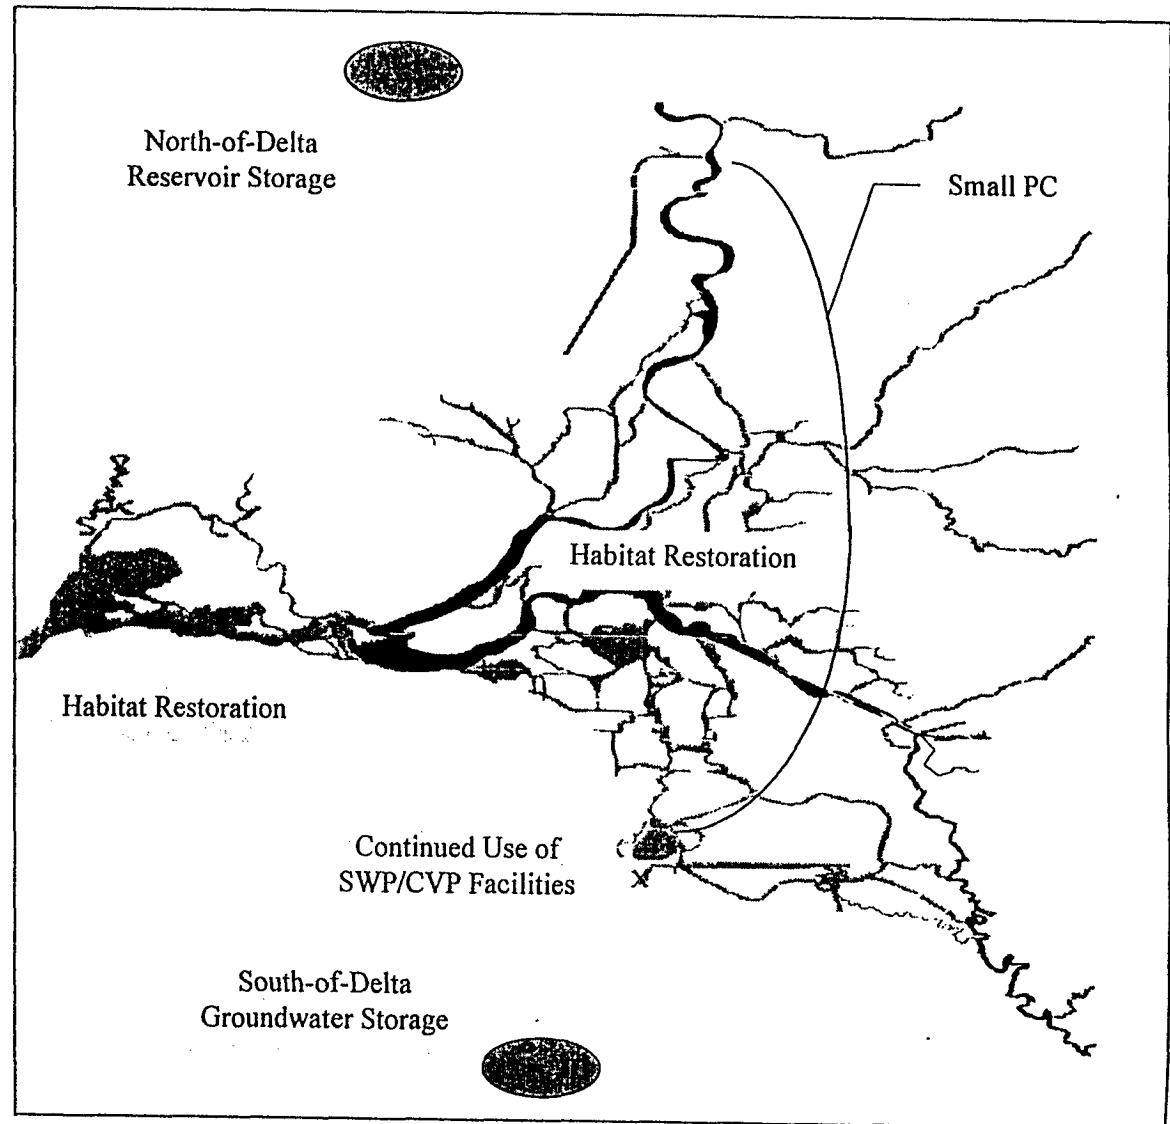 North-of-Delta
Reservoir Storage
Small PC
Habitat Restoration
Habitat Restoration
Continued Use of
SWP/CVP Facilities
South-of-Delta
Groundwater Storage